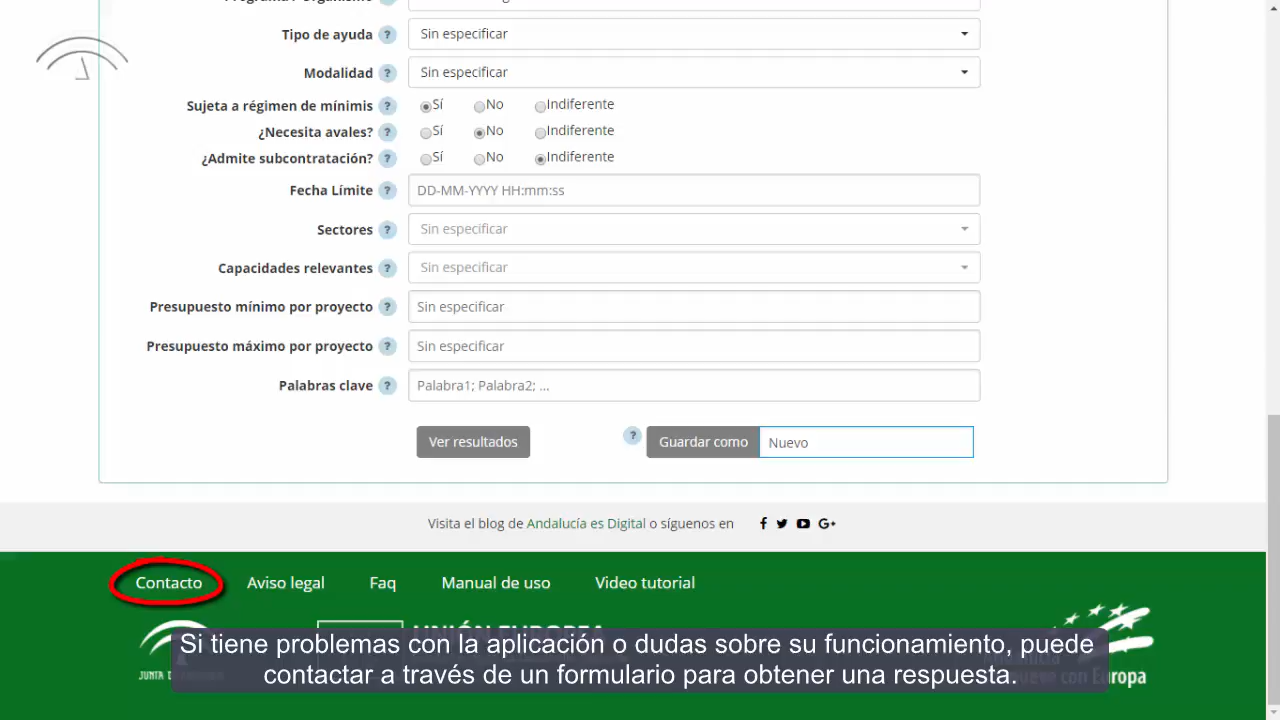 Tipo de ayuda ? Sin especificar
Modalidad ? Sin especificar
Sujeta a régimen de mínimis ? Sí No Indiferente
¿Necesita avales? ? Sí No Indiferente
¿Admite subcontratación? ? Sí No Indiferente
Fecha Límite ? DD-MM-YYYY HH:mm:ss
Sectores ? Sin especificar
Capacidades relevantes ? Sin especificar
Presupuesto mínimo por proyecto ? Sin especificar
Presupuesto máximo por proyecto ? Sin especificar
Palabras clave ? Palabra1; Palabra2; ...
Ver resultados ? Guardar como Nuevo
Visita el blog de Andalucía es Digital o síguenos en
Contacto Aviso legal Faq Manual de uso Video tutorial
UNIÓN EUROPEA
Si tiene problemas con la aplicación o dudas sobre su funcionamiento, puede
contactar a través de un formulario para obtener una respuesta.
JUNTA
con Europa